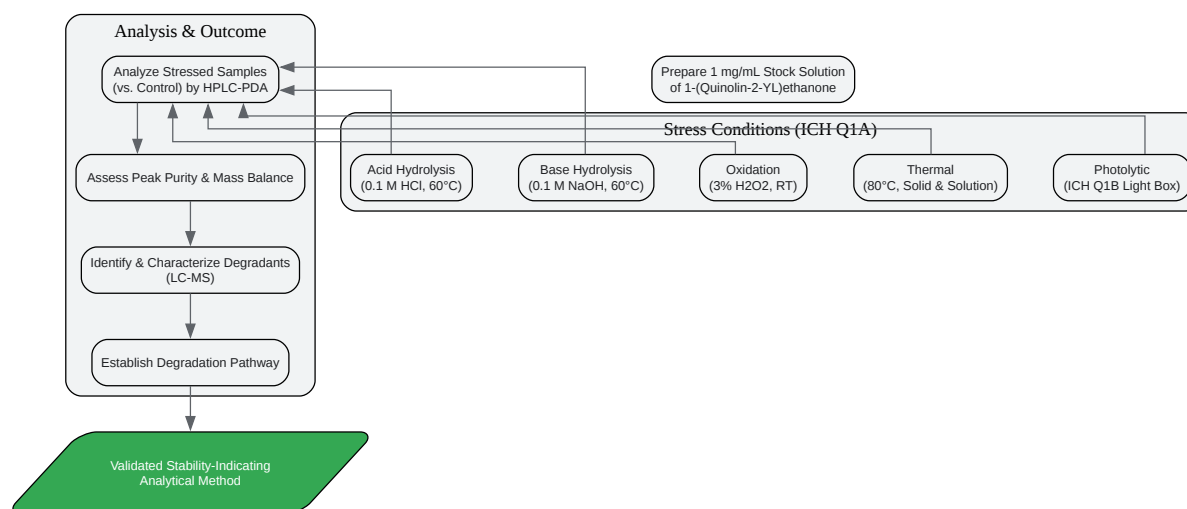 Analysis & Outcome
Analyze Stressed Samples
(vs. Control) by HPLC-PDA
Assess Peak Purity & Mass Balance
Identify & Characterize Degradants
(LC-MS)
Establish Degradation Pathway
Validated Stability-Indicating
Analytical Method
Prepare 1 mg/mL Stock Solution
of 1-(Quinolin-2-YL)ethanone
Stress Conditions (ICH Q1A)
Acid Hydrolysis
(0.1 M HCl, 60°C)
Base Hydrolysis
(0.1 M NaOH, 60°C)
Oxidation
(3% H2O2, RT)
Thermal
(80°C, Solid & Solution)
Photolytic
(ICH Q1B Light Box)